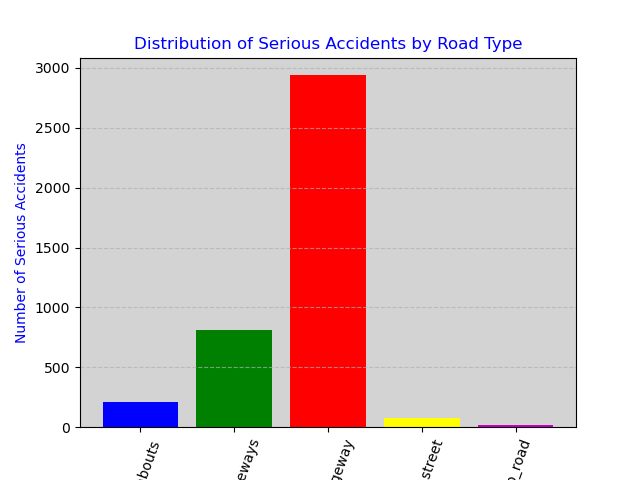 Distribution of Serious Accidents by Road Type
Number of Serious Accidents
3000
2500
2000
1500
1000
500
0
street